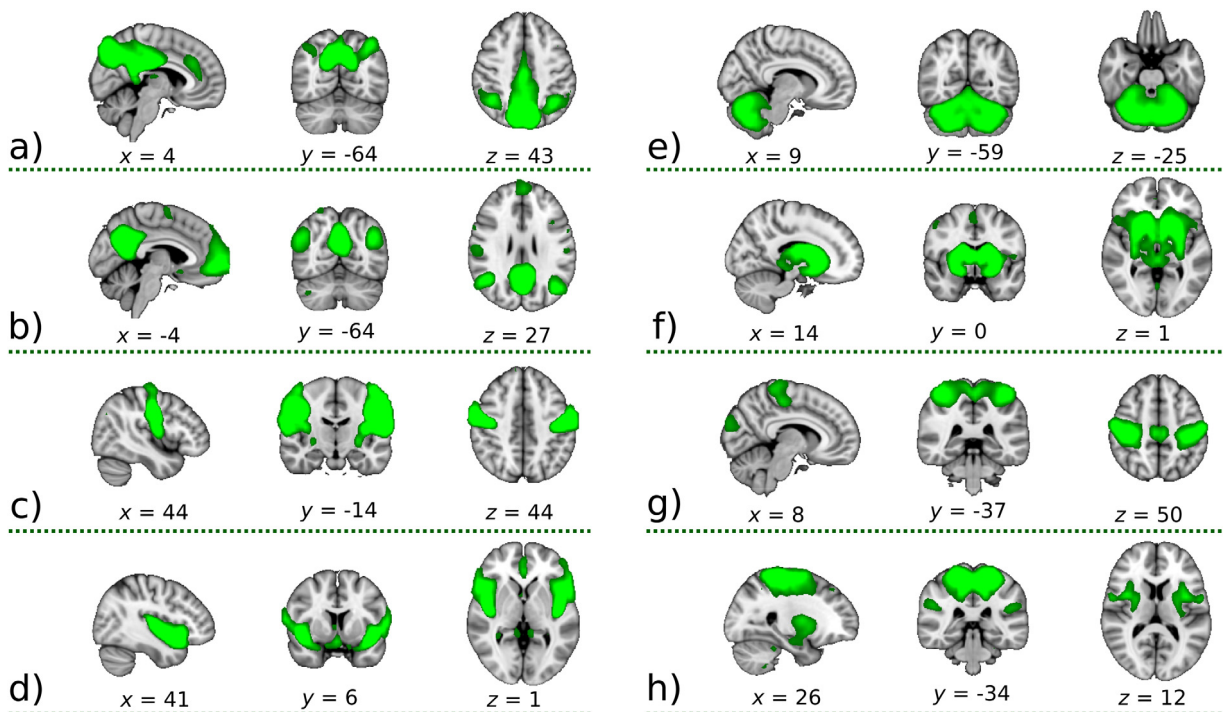 a) x = 4 y = -64 z = 43
b) x = -4 y = -64 z = 27
c) x = 44 y = -14 z = 44
d) x = 41 y = 6 z = 1
e) x = 9 y = -59 z = -25
f) x = 14 y = 0 z = 1
g) x = 8 y = -37 z = 50
h) x = 26 y = -34 z = 12